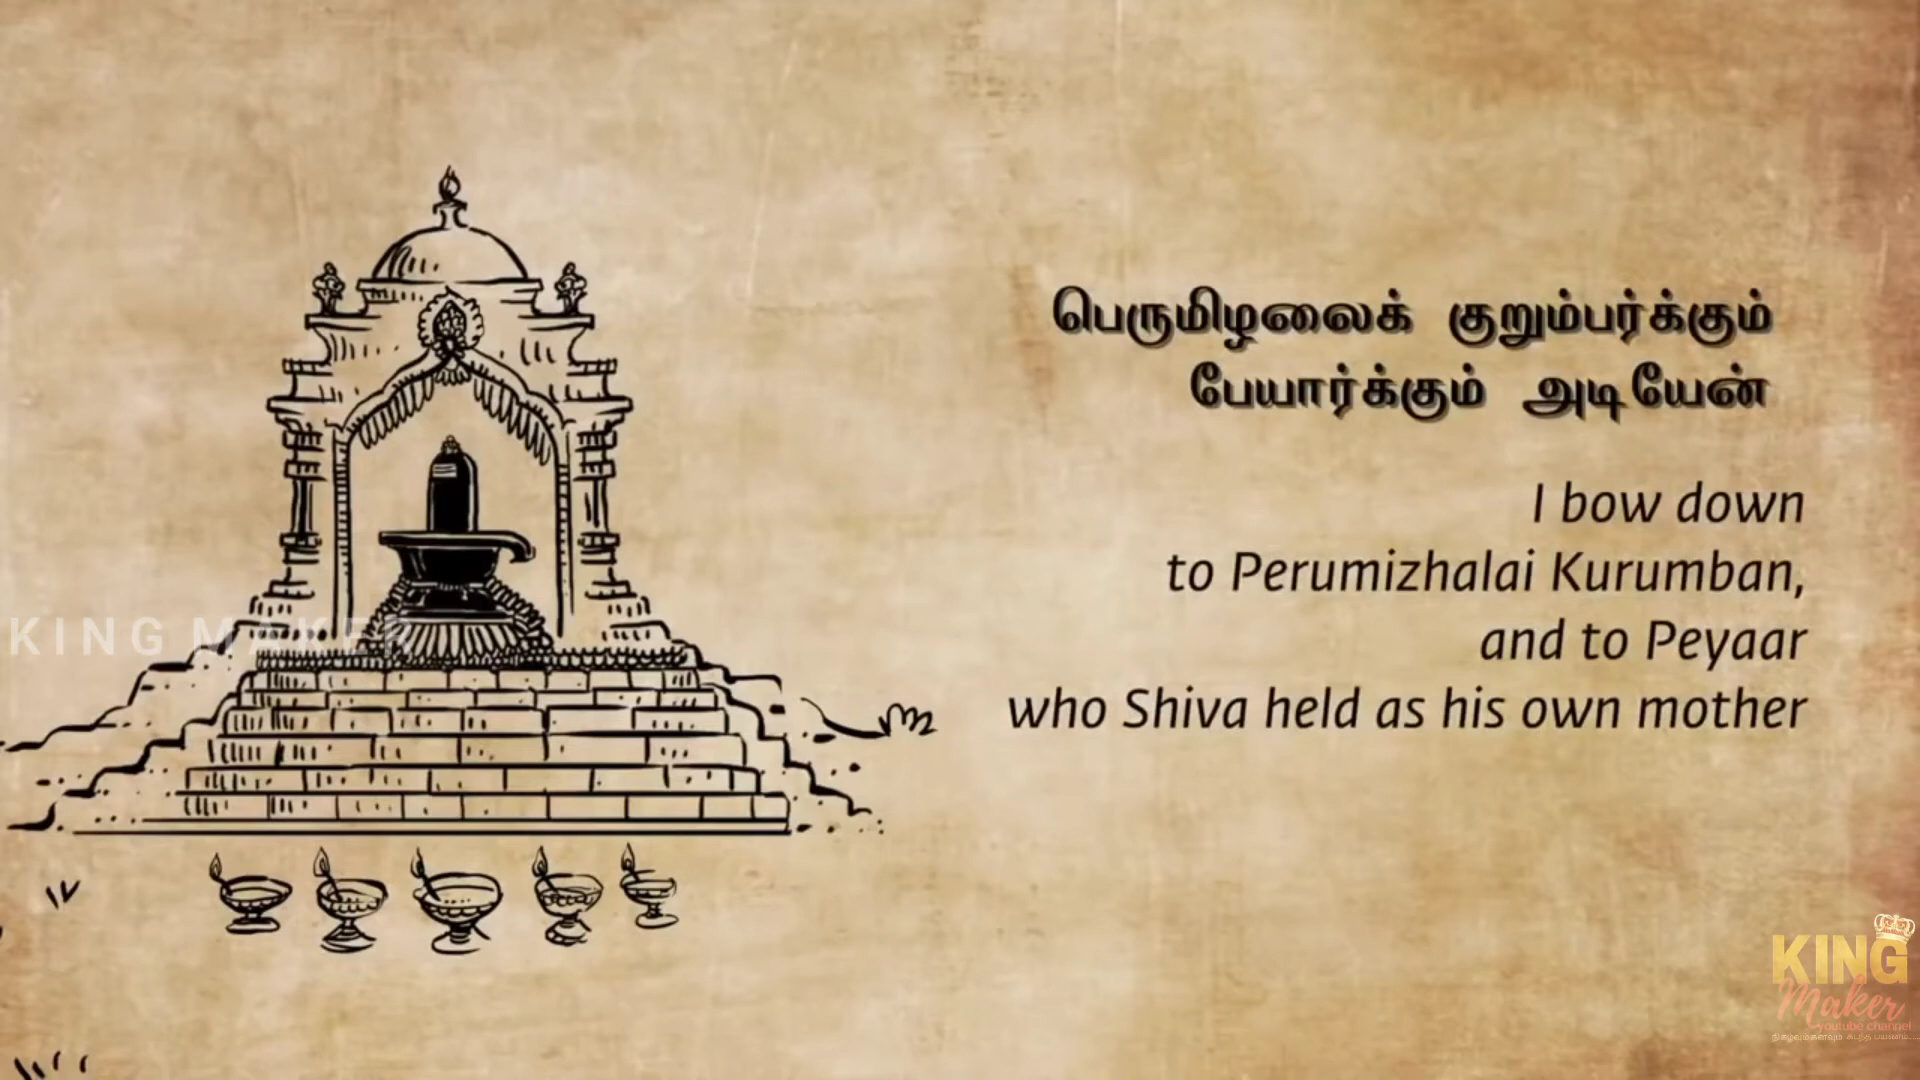 பெருமிழலைக் குறும்பர்க்கும்
பேயார்க்கும் அடியேன்
I bow down
to Perumizhalai Kurumban,
and to Peyaar
who Shiva held as his own mother
KING MAKER
KING
Maker
youtube channel